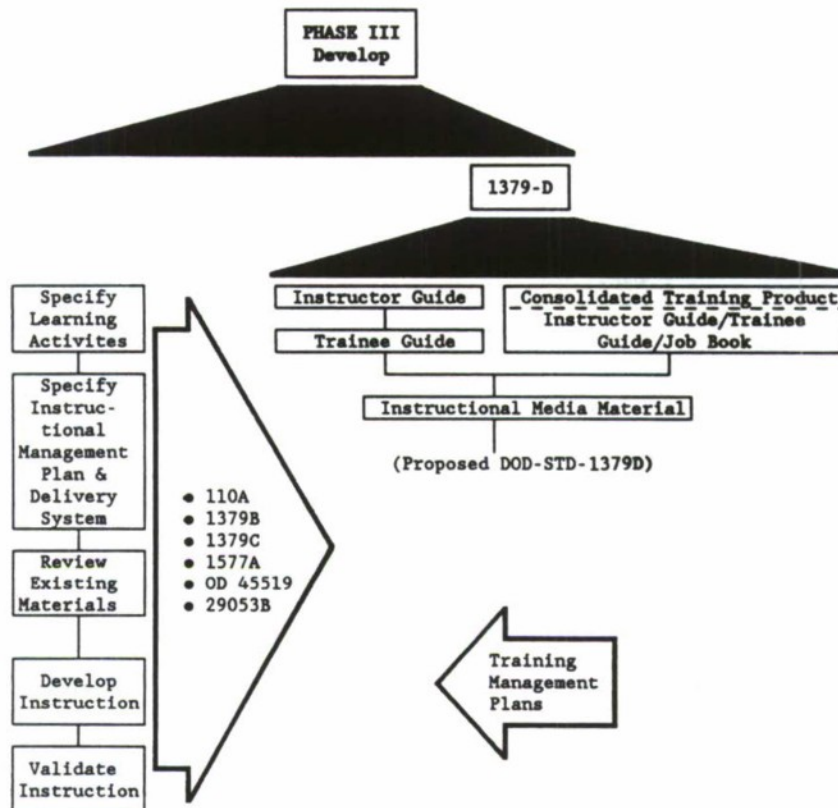 PHASE III
Develop
1379-D
Specify
Learning
Activites
Specify
Instruc-
tional
Management
Plan &
Delivery
System
Review
Existing
Materials
Develop
Instruction
Validate
Instruction
• 110A
• 1379B
• 1379C
• 1577A
• OD 45519
• 29053B
Instructor Guide
Trainee Guide
Consolidated Training Product
Instructor Guide/Trainee
Guide/Job Book
Instructional Media Material
(Proposed DOD-STD-1379D)
Training
Management
Plans